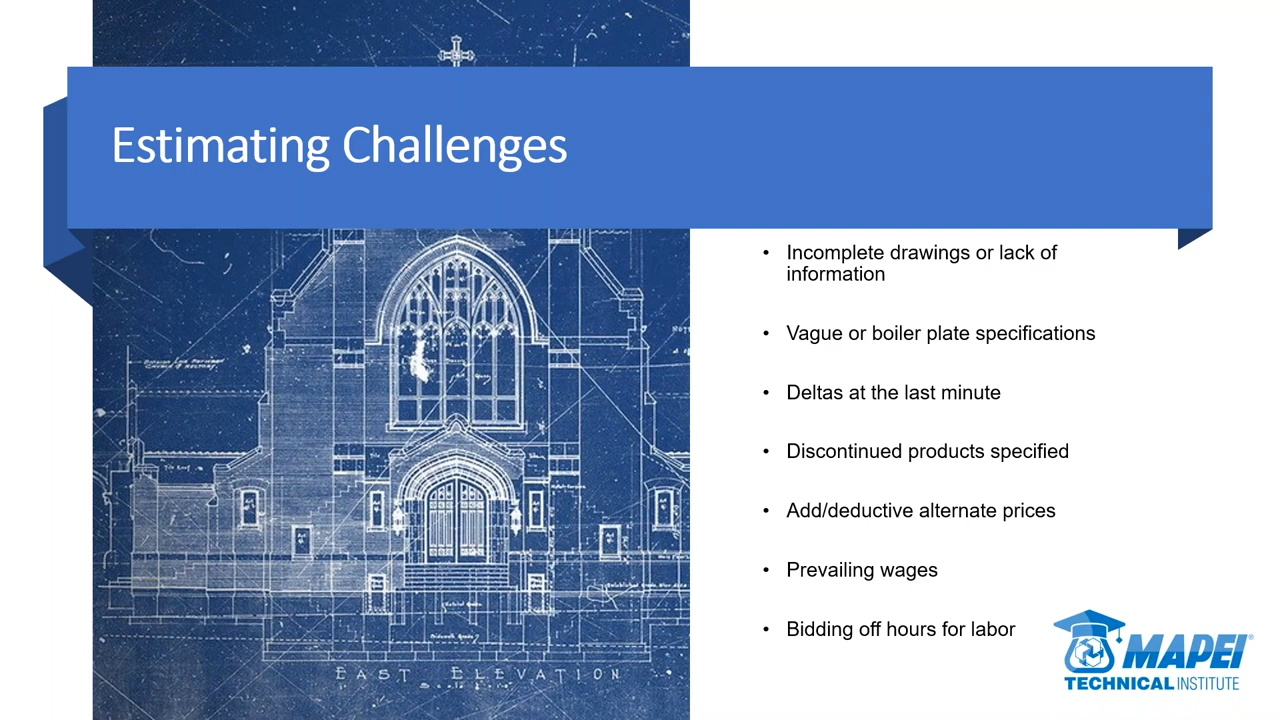 Estimating Challenges
• Incomplete drawings or lack of
information
• Vague or boiler plate specifications
• Deltas at the last minute
• Discontinued products specified
• Add/deductive alternate prices
• Prevailing wages
• Bidding off hours for labor
EAST ELEVATION
MAPEI®
TECHNICAL INSTITUTE